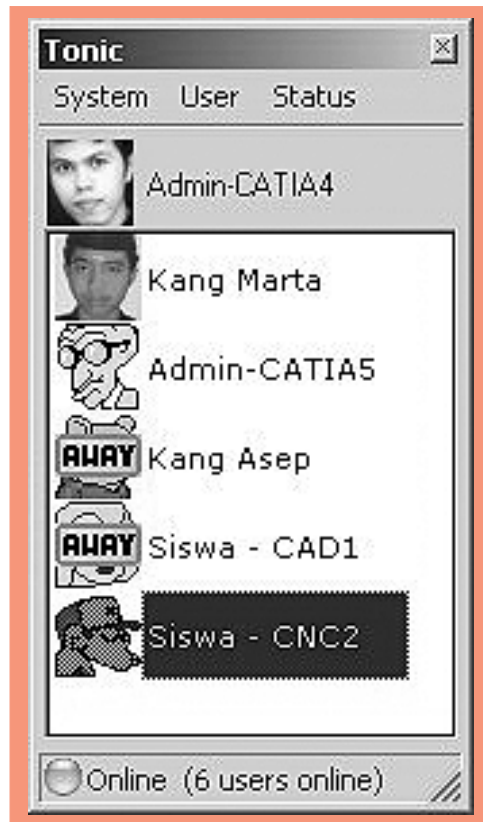 Tonic
System User Status
Admin-CATIA4
Kang Marta
Admin-CATIA5
AWAY Kang Asep
AWAY Siswa - CAD1
Siswa - CNC2
Online (6 users online)